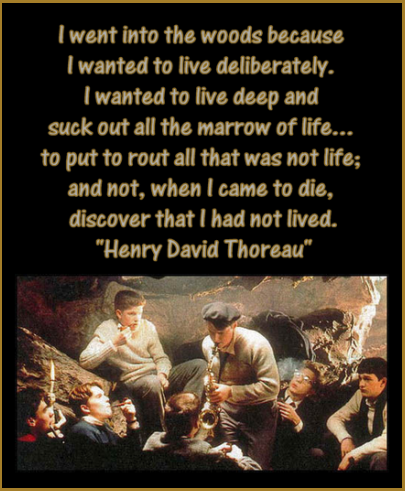 I went into the woods because
I wanted to live deliberately.
I wanted to live deep and
suck out all the marrow of life...
to put to rout all that was not life;
and not, when I came to die,
discover that I had not lived.
"Henry David Thoreau"